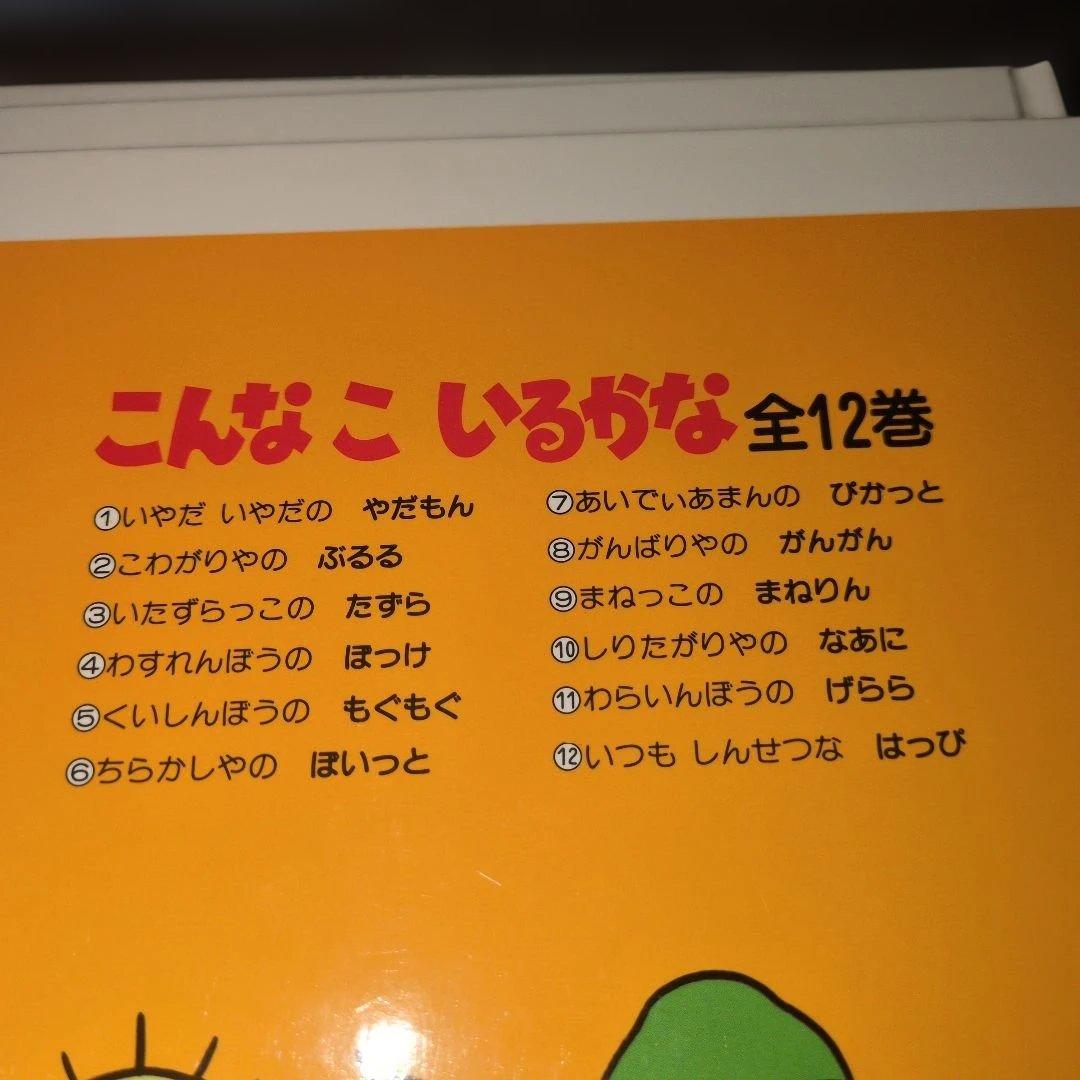 こんな こ いるかな 全12巻
①いやだ いやだの やだもん
②こわがりやの ぶるる
③いたずらっこの たずら
④わすれんぼうの ぽっけ
⑤くいしんぼうの もぐもぐ
⑥ちらかしやの ぽいっと
⑦あいでぃあまんの ぴかっと
⑧がんばりやの がんがん
⑨まねっこの まねりん
⑩しりたがりやの なあに
⑪わらいんぼうの げらら
⑫いつも しんせつな はっぴ